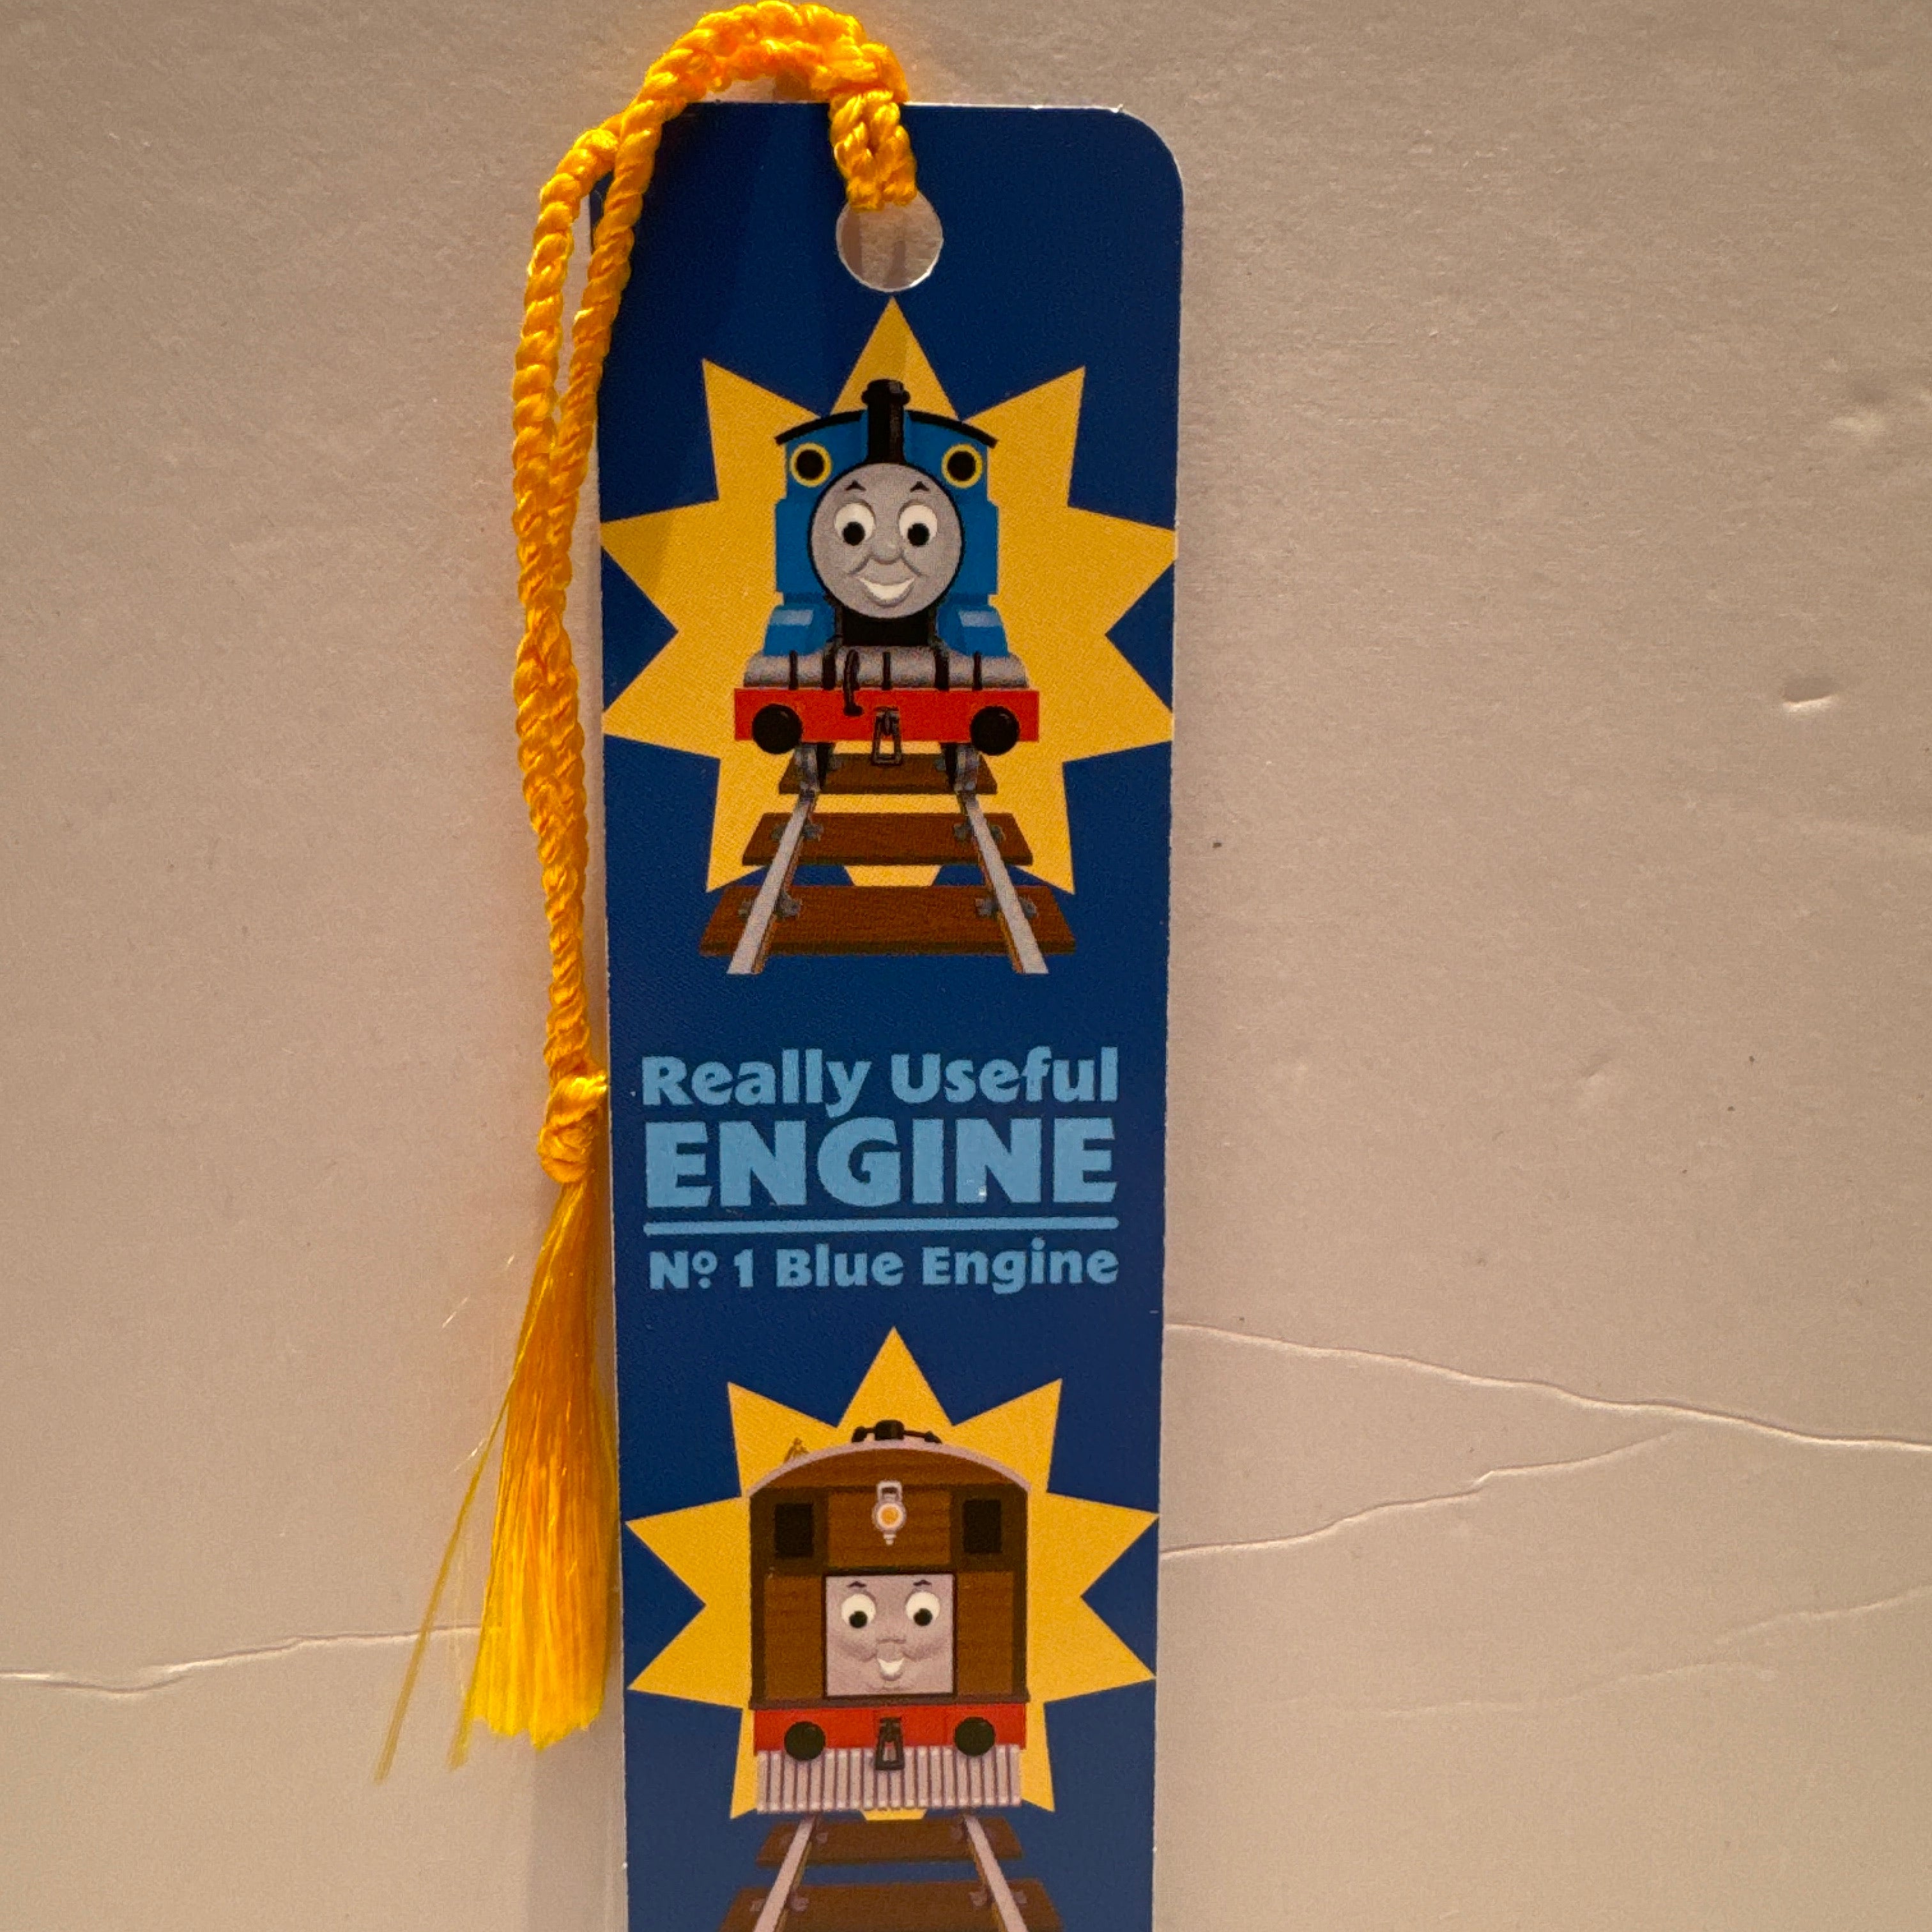 Really Useful
ENGINE
Nº 1 Blue Engine